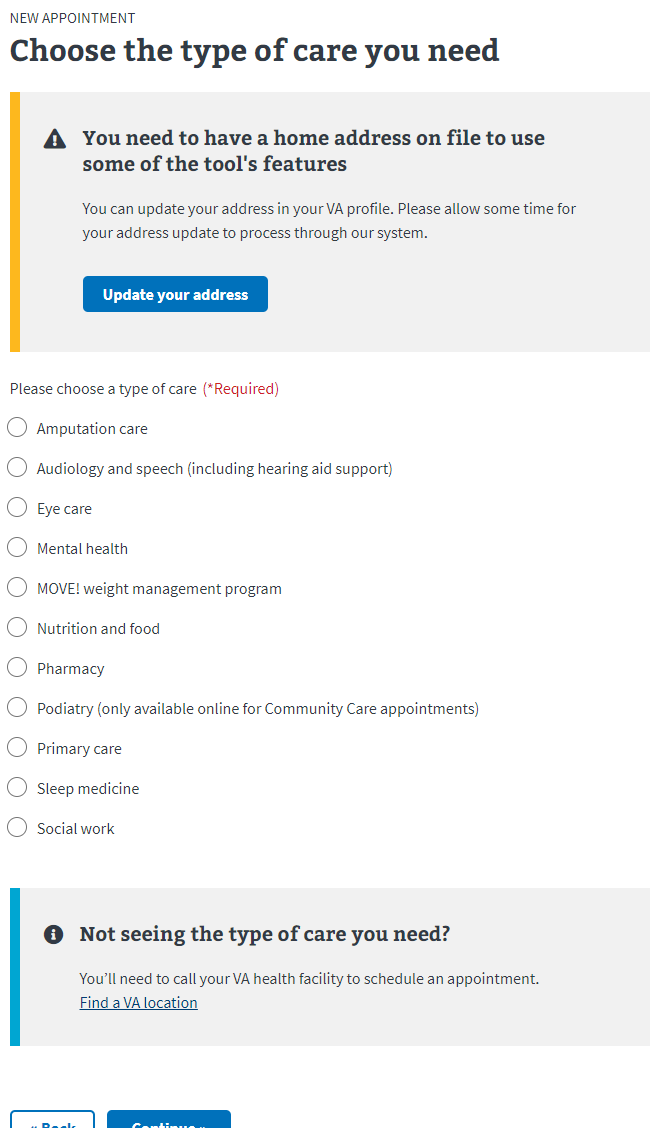 NEW APPOINTMENT
Choose the type of care you need
You need to have a home address on file to use
some of the tool's features
You can update your address in your VA profile. Please allow some time for
your address update to process through our system.
Update your address
Please choose a type of care (*Required)
Amputation care
Audiology and speech (including hearing aid support)
Eye care
Mental health
MOVE! weight management program
Nutrition and food
Pharmacy
Podiatry (only available online for Community Care appointments)
Primary care
Sleep medicine
Social work
Not seeing the type of care you need?
You’ll need to call your VA health facility to schedule an appointment.
Find a VA location
« Back Continue »